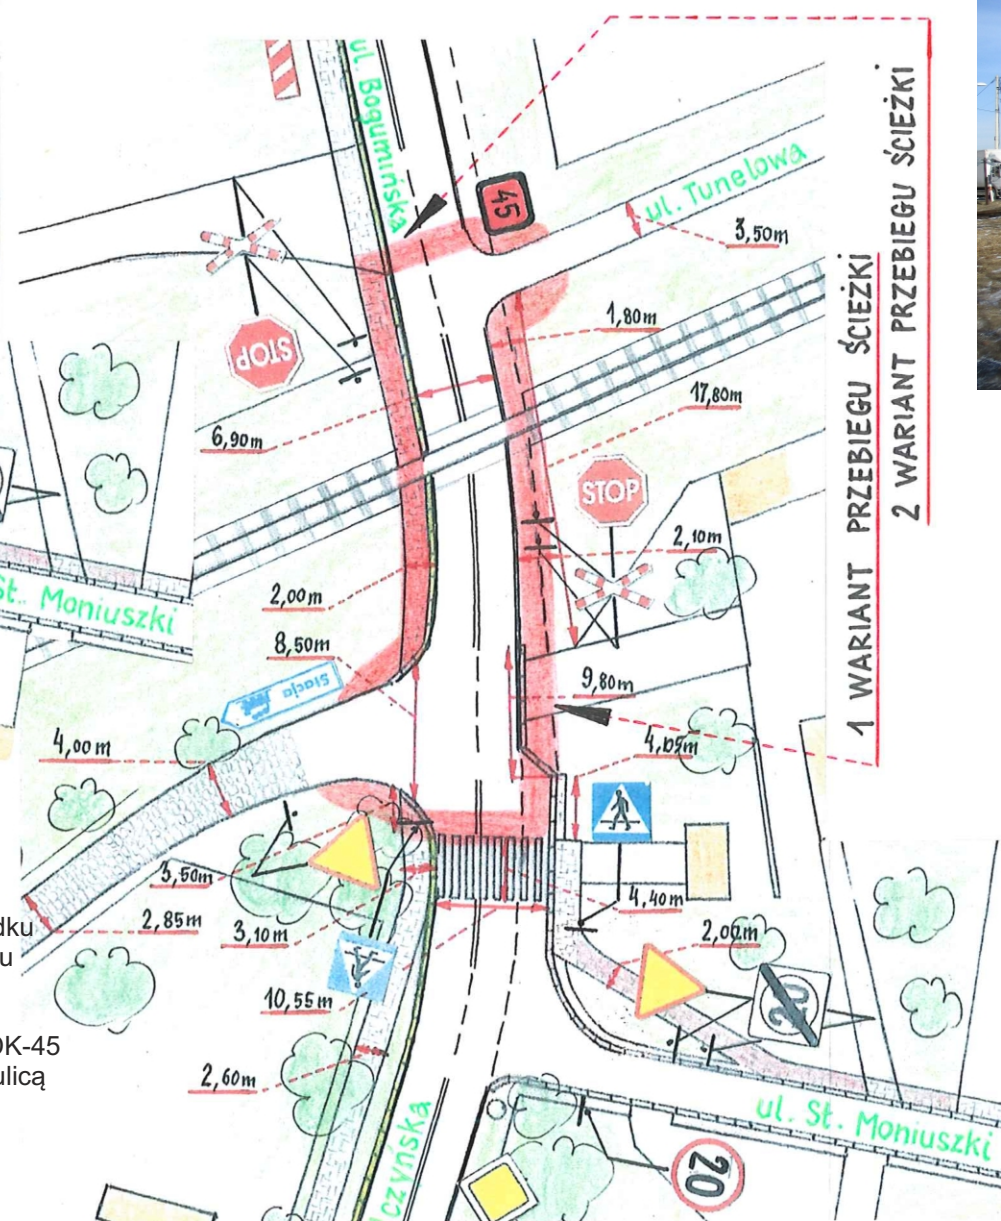 ul. Bogumińska
45
ul. Tunelowa
3,50m
1,80m
17,80m
STOP
6,90m
STOP
2,10m
2,00m
St. Moniuszki
8,50m
Stacja
9,80m
4,00m
4,05m
3,50m
4,40m
2,85m
3,10m
2,00m
10,55m
20
2,60m
ul. St. Moniuszki
20
1 WARIANT PRZEBIEGU ŚCIEŻKI
2 WARIANT PRZEBIEGU ŚCIEŻKI
DK-45